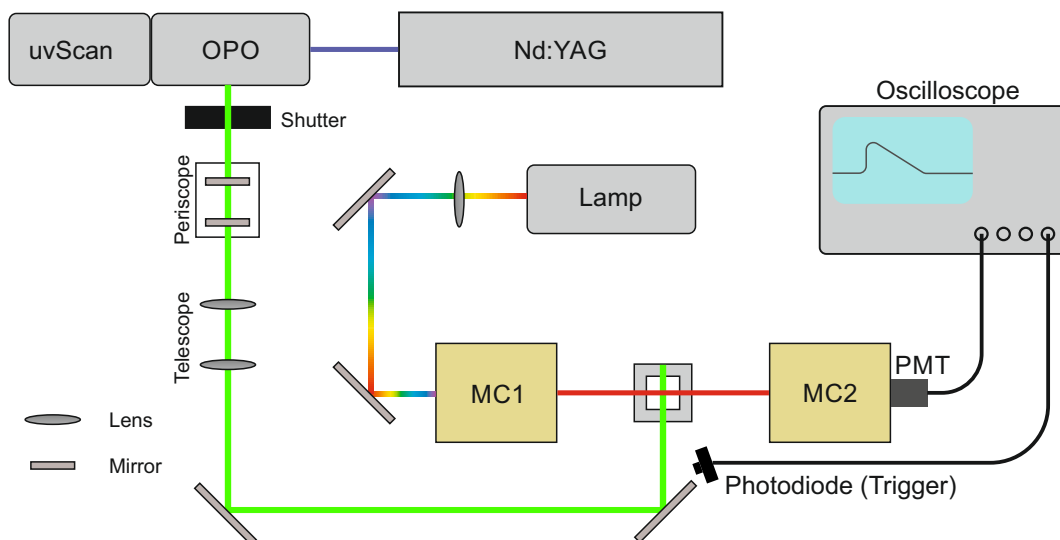 uvScan
OPO
Nd:YAG
Oscilloscope
Shutter
Periscope
Lamp
Telescope
MC1
MC2
PMT
Lens
Mirror
Photodiode (Trigger)